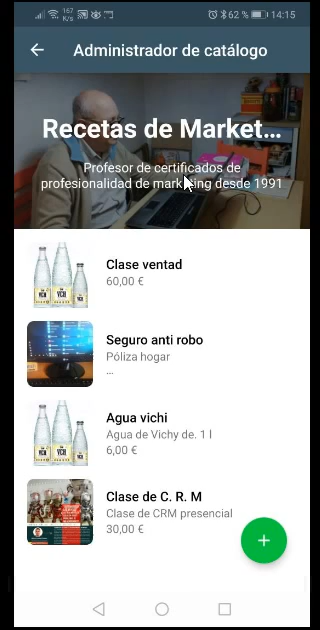 167
K/s
62 %
14:15
Administrador de catálogo
Recetas de Market...
Profesor de certificados de
profesionalidad de marketing desde 1991
Clase ventad
60,00 €
Seguro anti robo
Póliza hogar
...
Agua vichi
Agua de Vichy de. 1 l
6,00 €
Clase de C. R. M
Clase de CRM presencial
30,00 €
+